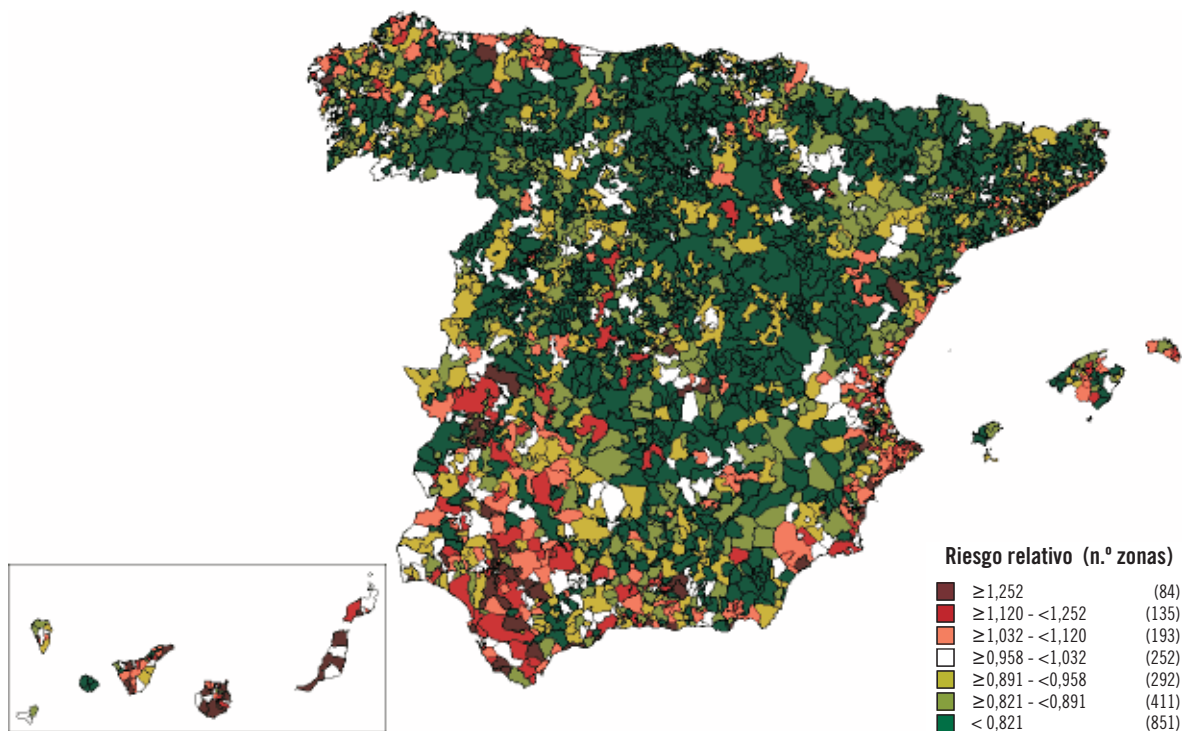 Riesgo relativo (n.º zonas)
≥1,252 (84)
≥1,120 - <1,252 (135)
≥1,032 - <1,120 (193)
≥0,958 - <1,032 (252)
≥0,891 - <0,958 (292)
≥0,821 - <0,891 (411)
< 0,821 (851)